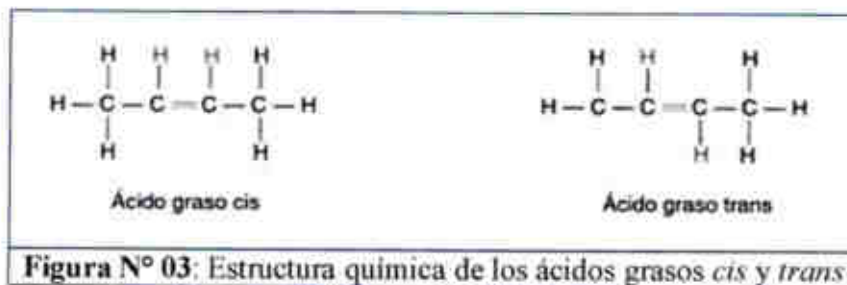 H H H H
H—C—C=C—C—H
H H
Ácido graso cis
H H H
H—C—C=C—C—H
H H
Ácido graso trans
Figura N° 03: Estructura química de los ácidos grasos cis y trans